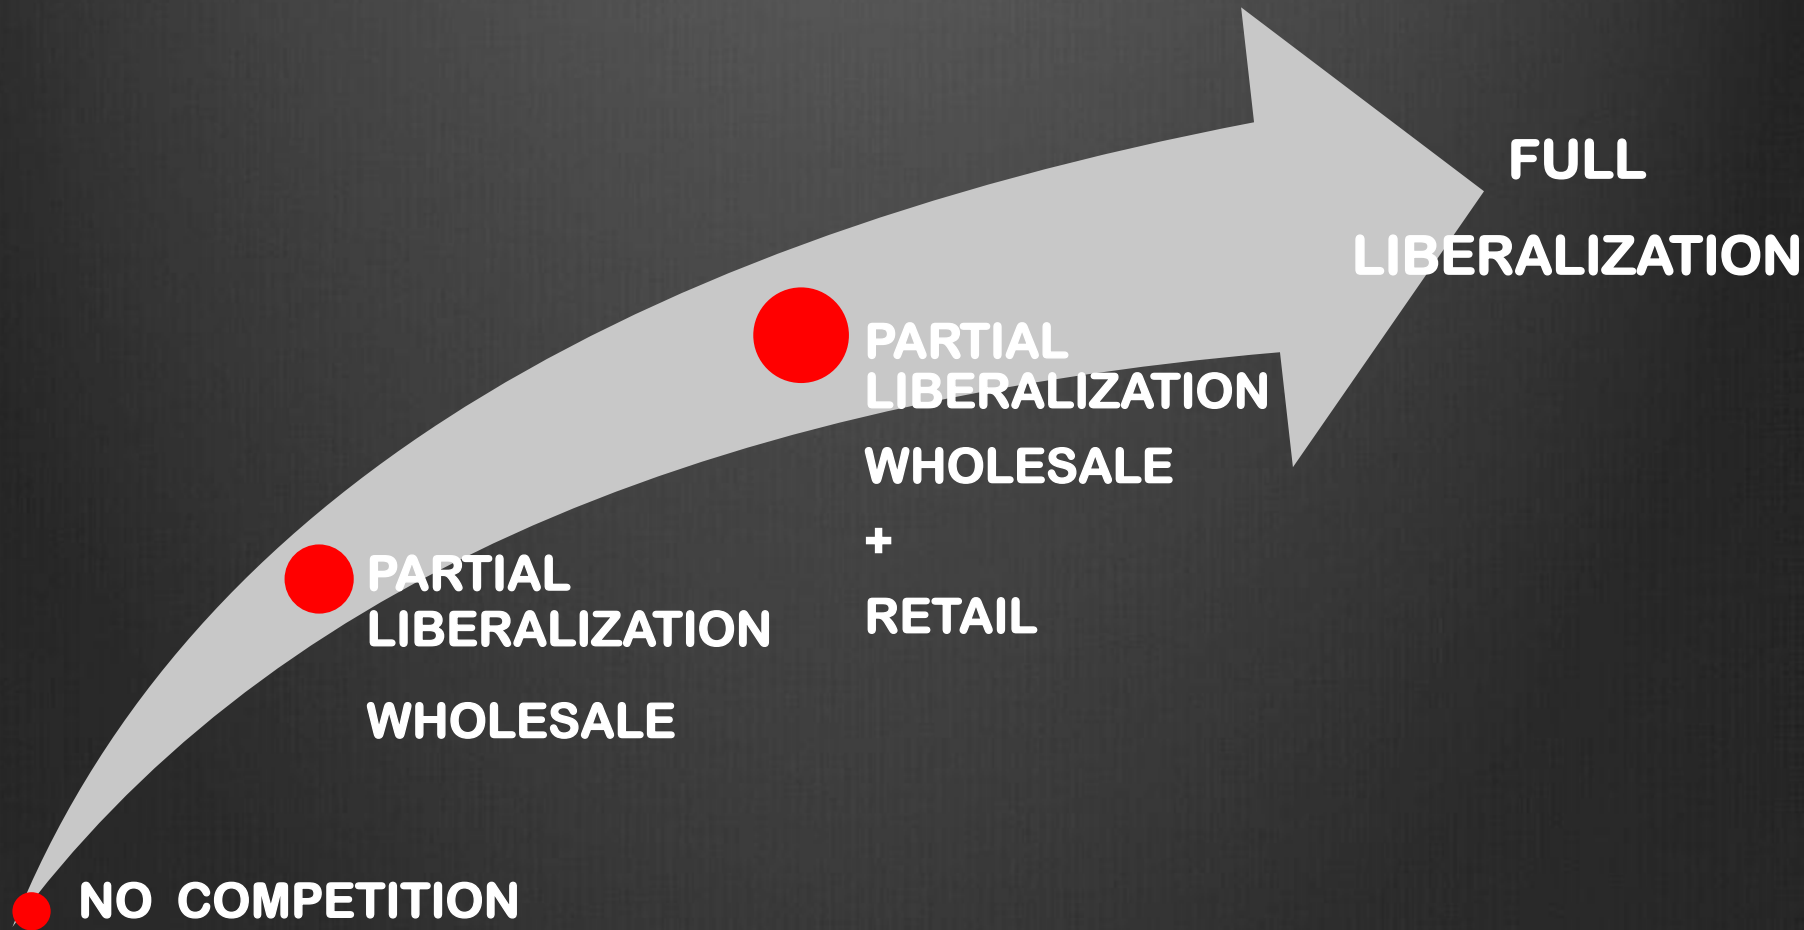 FULL
LIBERALIZATION
PARTIAL
LIBERALIZATION
WHOLESALE
+
RETAIL
PARTIAL
LIBERALIZATION
WHOLESALE
NO COMPETITION